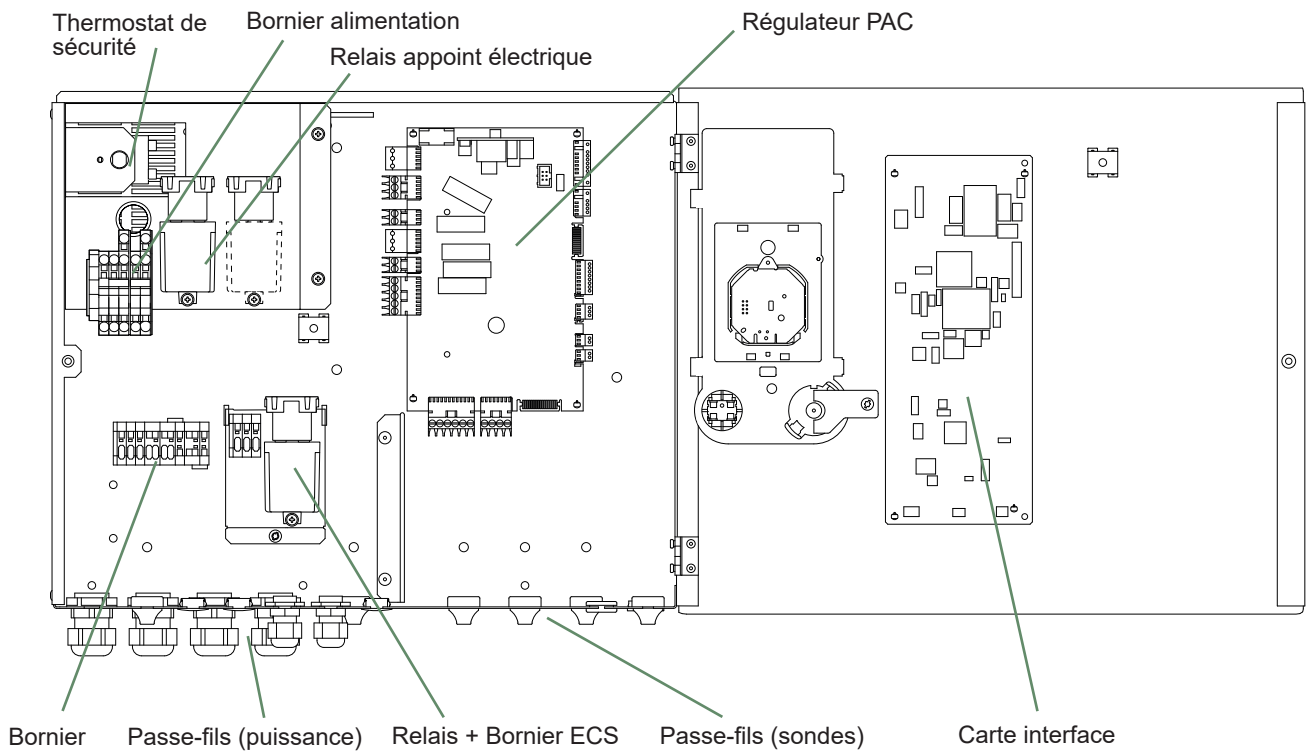 Thermostat de
sécurité
Bornier alimentation
Relais appoint électrique
Régulateur PAC
Bornier
Passe-fils (puissance)
Relais + Bornier ECS
Passe-fils (sondes)
Carte interface